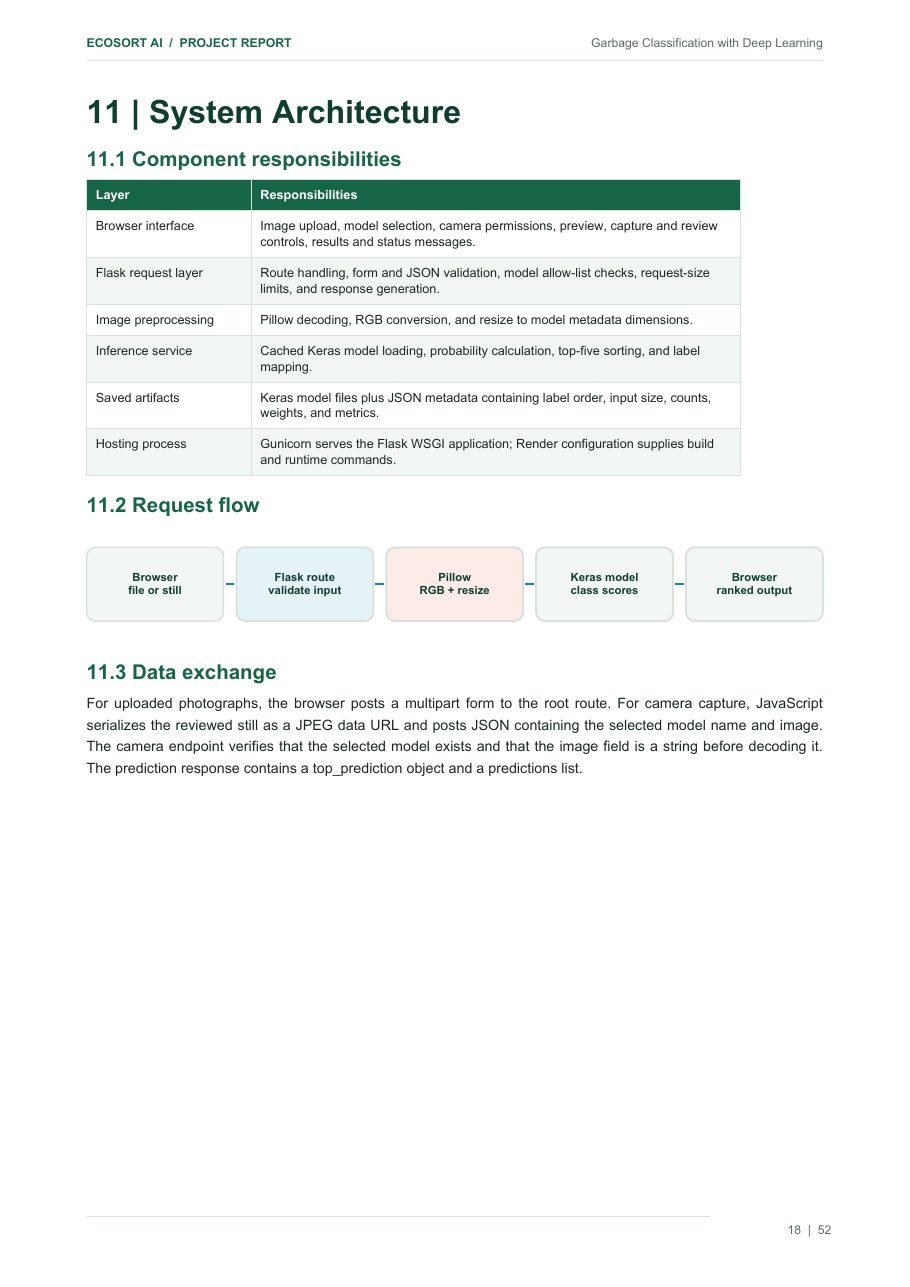 ECOSORT AI / PROJECT REPORT
Garbage Classification with Deep Learning
11 | System Architecture
11.1 Component responsibilities
Layer
Responsibilities
Browser interface
Image upload, model selection, camera permissions, preview, capture and review
controls, results and status messages.
Flask request layer
Route handling, form and JSON validation, model allow-list checks, request-size
limits, and response generation.
Image preprocessing
Pillow decoding, RGB conversion, and resize to model metadata dimensions.
Inference service
Cached Keras model loading, probability calculation, top-five sorting, and label
mapping.
Saved artifacts
Keras model files plus JSON metadata containing label order, input size, counts,
weights, and metrics.
Hosting process
Gunicorn serves the Flask WSGI application; Render configuration supplies build
and runtime commands.
11.2 Request flow
Browser
file or still
Flask route
validate input
Pillow
RGB + resize
Keras model
class scores
Browser
ranked output
11.3 Data exchange
For uploaded photographs, the browser posts a multipart form to the root route. For camera capture, JavaScript
serializes the reviewed still as a JPEG data URL and posts JSON containing the selected model name and image.
The camera endpoint verifies that the selected model exists and that the image field is a string before decoding it.
The prediction response contains a top_prediction object and a predictions list.
18 | 52